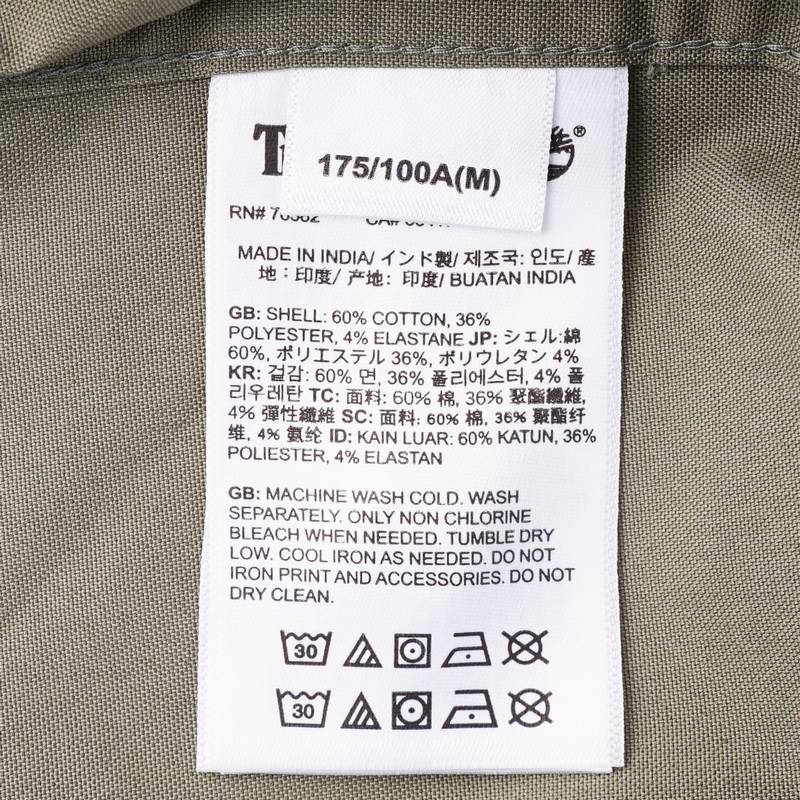 ®
175/100A(M)
RN#
MADE IN INDIA/ インド製/ 제조국: 인도/ 產
地：印度/ 产地：印度/ BUATAN INDIA
GB: SHELL: 60% COTTON, 36%
POLYESTER, 4% ELASTANE JP: シェル:綿
60%, ポリエステル 36%, ポリウレタン 4%
KR: 겉감: 60% 면, 36% 폴리에스터, 4% 폴
리우레탄 TC: 面料: 60% 棉, 36% 聚酯纖維,
4% 彈性纖維 SC: 面料: 60% 棉, 36% 聚酯纤
维, 4% 氨纶 ID: KAIN LUAR: 60% KATUN, 36%
POLIESTER, 4% ELASTAN
GB: MACHINE WASH COLD. WASH
SEPARATELY. ONLY NON CHLORINE
BLEACH WHEN NEEDED. TUMBLE DRY
LOW. COOL IRON AS NEEDED. DO NOT
IRON PRINT AND ACCESSORIES. DO NOT
DRY CLEAN.
30
30